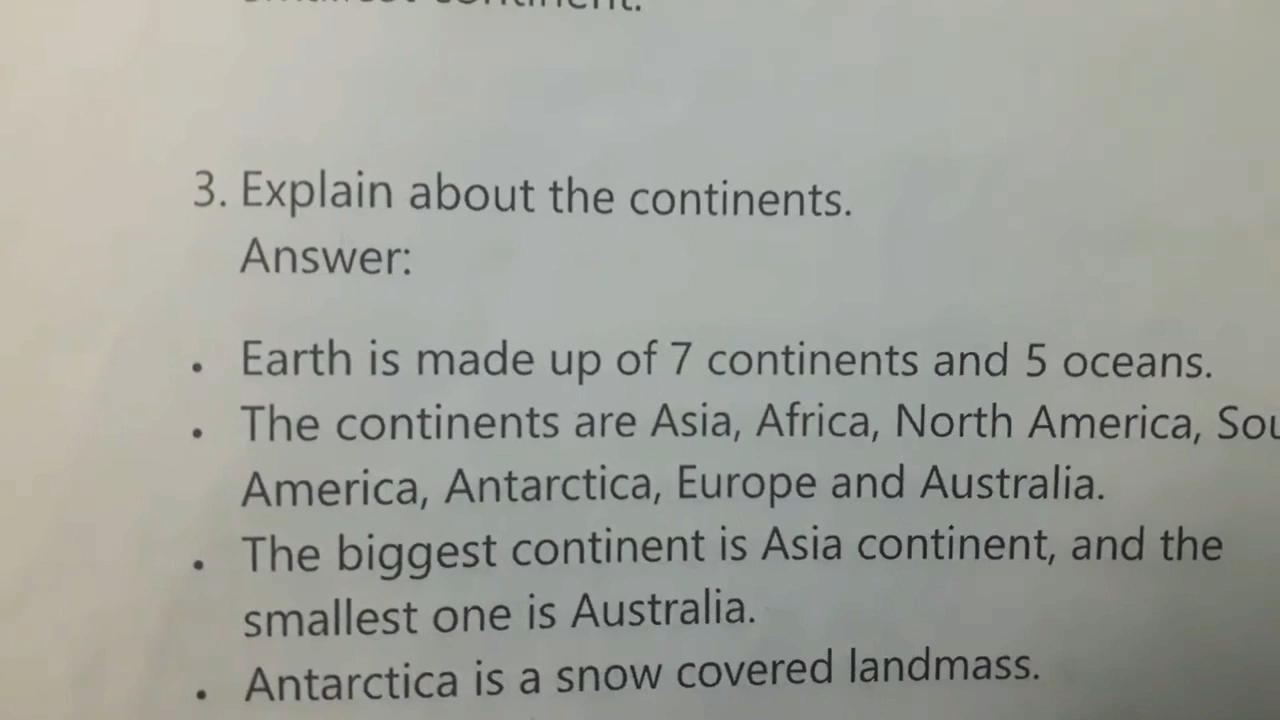 smallest continent.
3. Explain about the continents.
Answer:
• Earth is made up of 7 continents and 5 oceans.
• The continents are Asia, Africa, North America,
America, Antarctica, Europe and Australia.
• The biggest continent is Asia continent, and the
smallest one is Australia.
• Antarctica is a snow covered landmass.